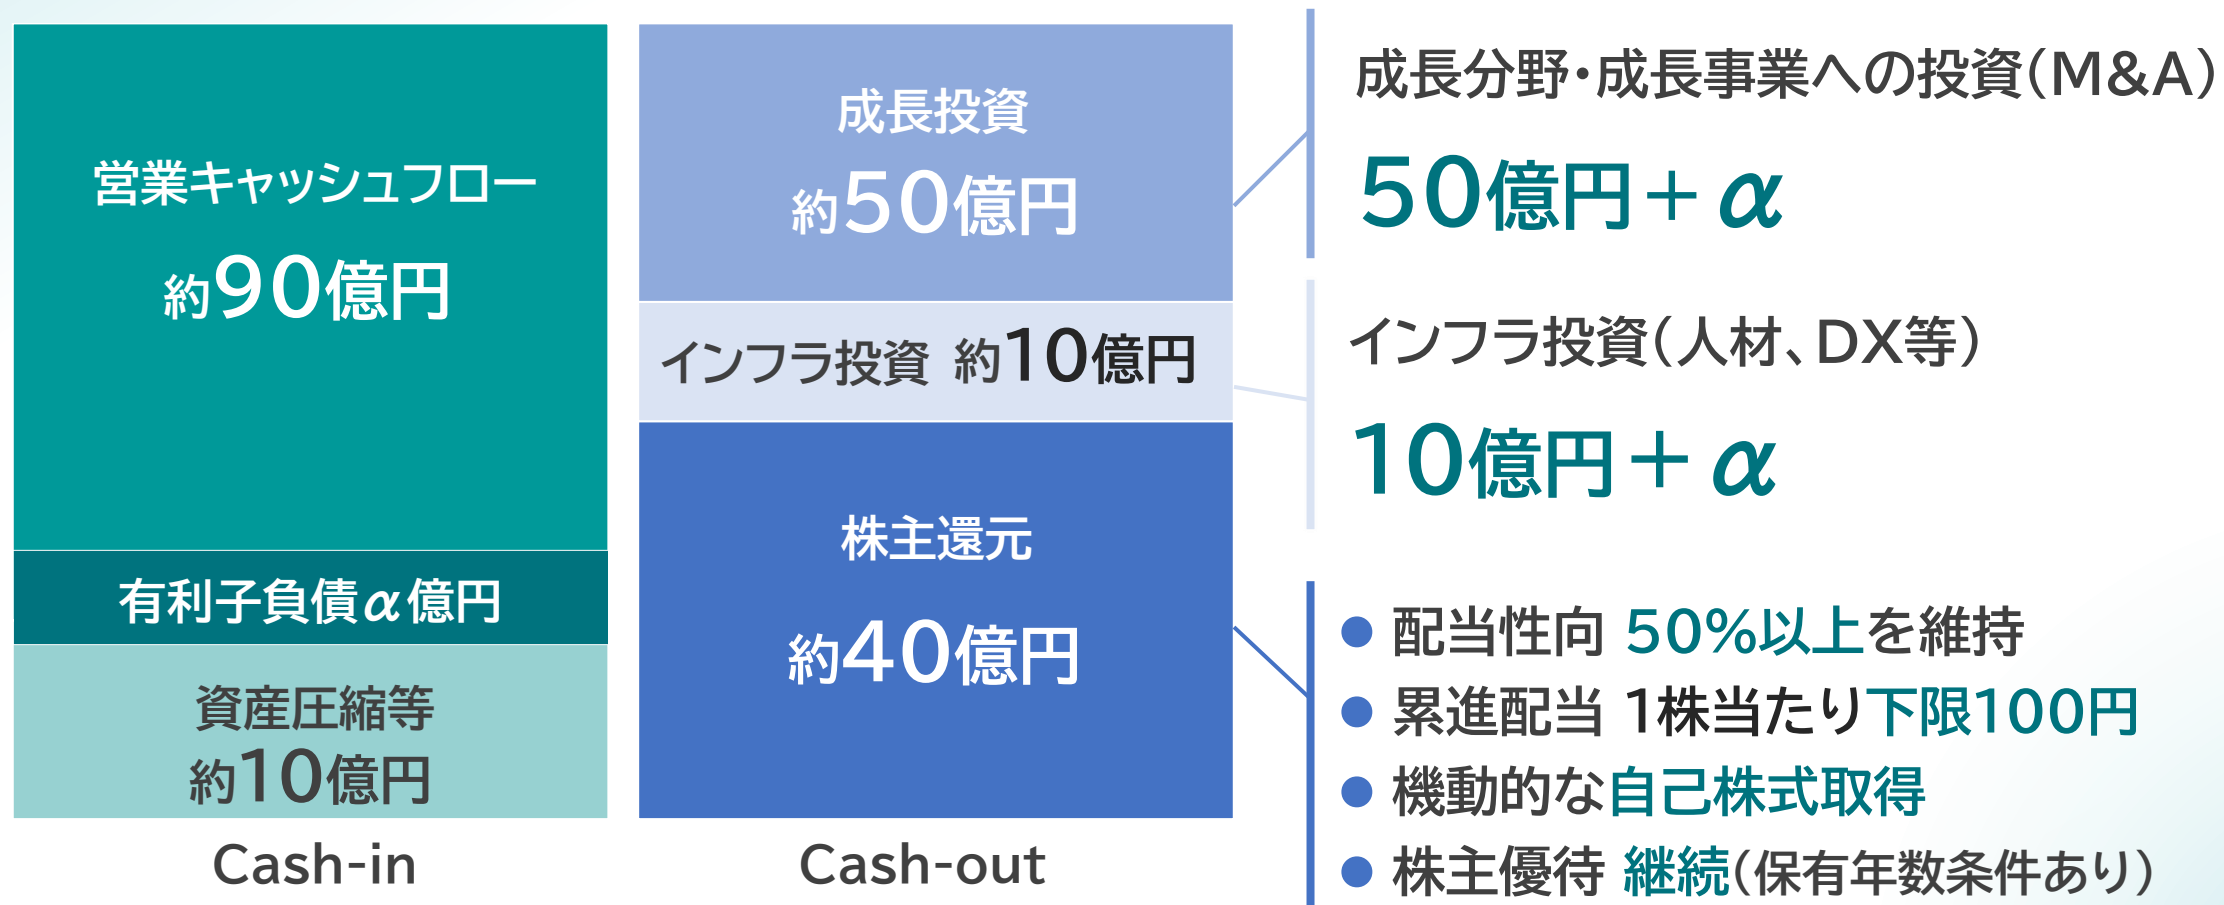 営業キャッシュフロー
約90億円
有利子負債α億円
資産圧縮等
約10億円
Cash-in
成長投資
約50億円
インフラ投資 約10億円
株主還元
約40億円
Cash-out
成長分野・成長事業への投資（M&A）
50億円＋α
インフラ投資（人材、DX等）
10億円＋α
● 配当性向 50%以上を維持
● 累進配当 1株当たり下限100円
● 機動的な自己株式取得
● 株主優待 継続（保有年数条件あり）